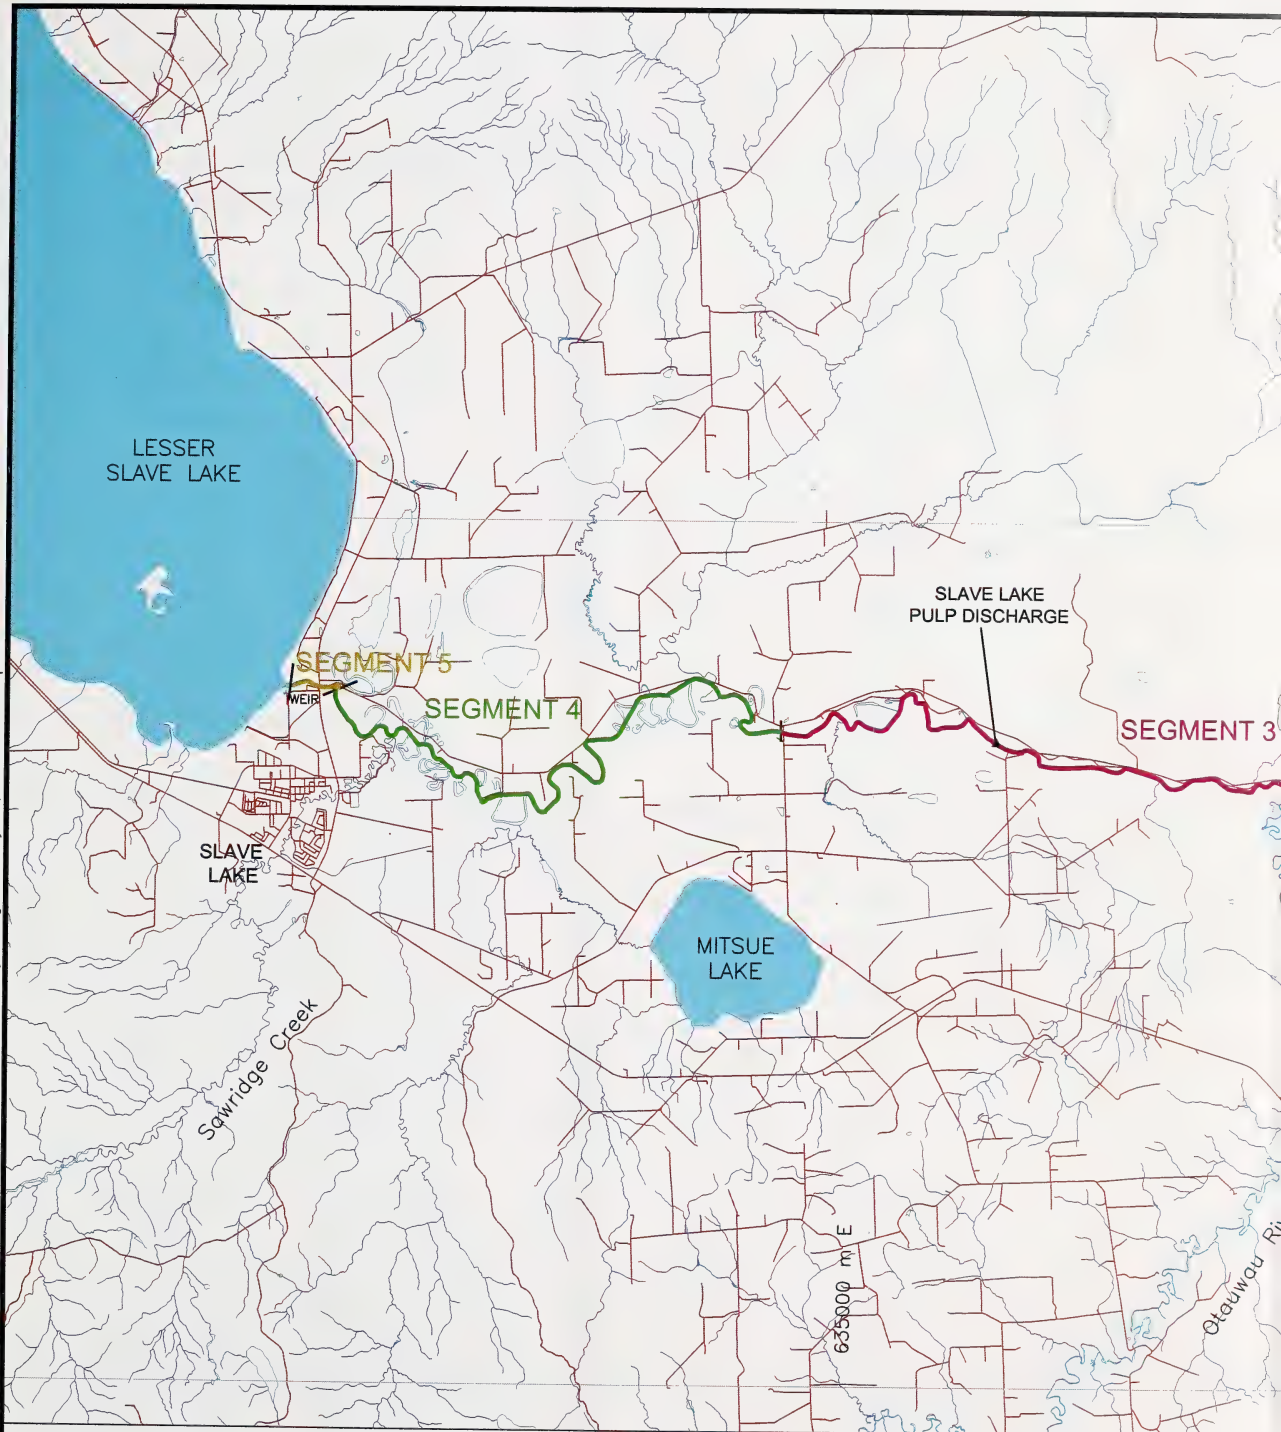 LESSER
SLAVE LAKE
SLAVE LAKE
PULP DISCHARGE
SEGMENT 5
WEIR
SEGMENT 4
SEGMENT 3
SLAVE
LAKE
MITSUE
LAKE
Sawridge Creek
635000 m E
Otauwau